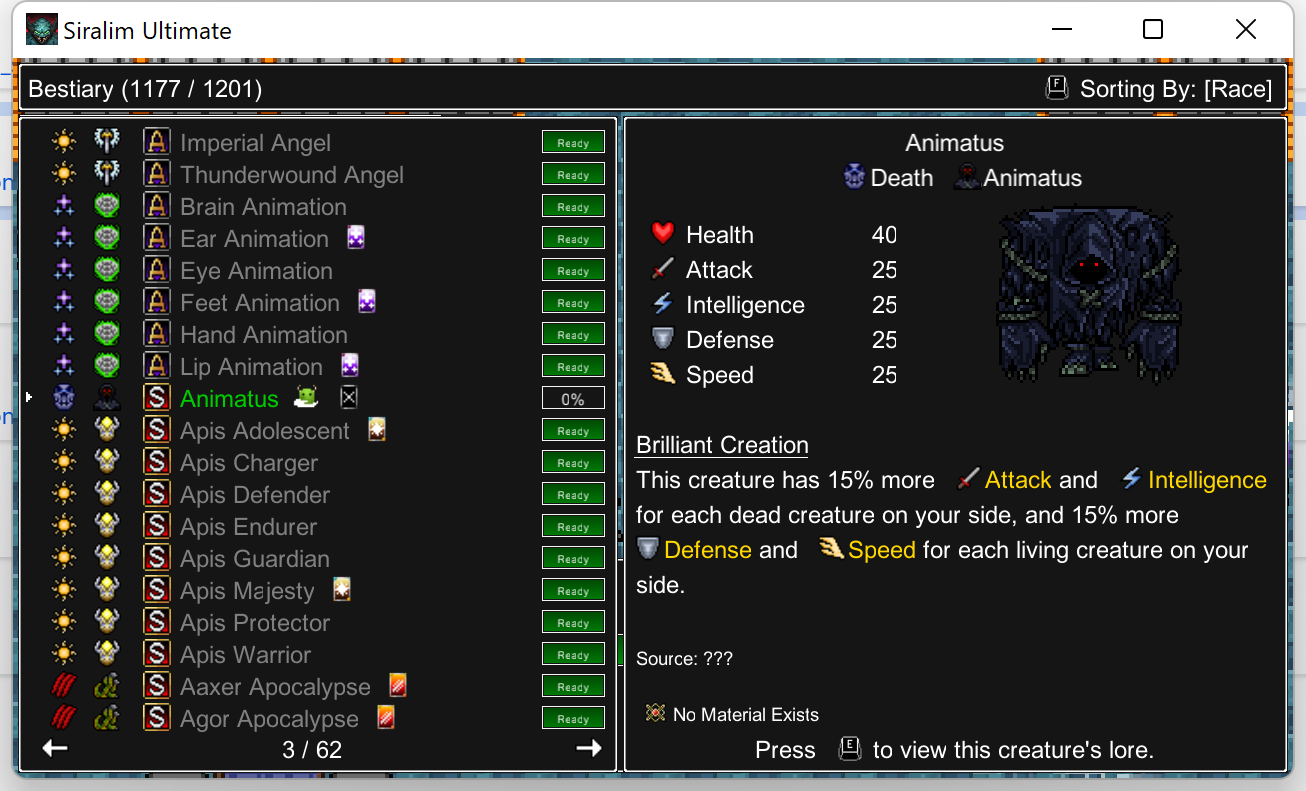 Siralim Ultimate
Bestiary (1177 / 1201)
F Sorting By: [Race]
A Imperial Angel Ready
A Thunderwound Angel Ready
A Brain Animation Ready
A Ear Animation Ready
A Eye Animation Ready
A Feet Animation Ready
A Hand Animation Ready
A Lip Animation Ready
S Animatus 0%
S Apis Adolescent Ready
S Apis Charger Ready
S Apis Defender Ready
S Apis Endurer Ready
S Apis Guardian Ready
S Apis Majesty Ready
S Apis Protector Ready
S Apis Warrior Ready
S Aaxer Apocalypse Ready
S Agor Apocalypse Ready
3 / 62
Animatus
Death Animatus
Health 40
Attack 25
Intelligence 25
Defense 25
Speed 25
Brilliant Creation
This creature has 15% more Attack and Intelligence
for each dead creature on your side, and 15% more
Defense and Speed for each living creature on your
side.
Source: ???
No Material Exists
Press E to view this creature's lore.